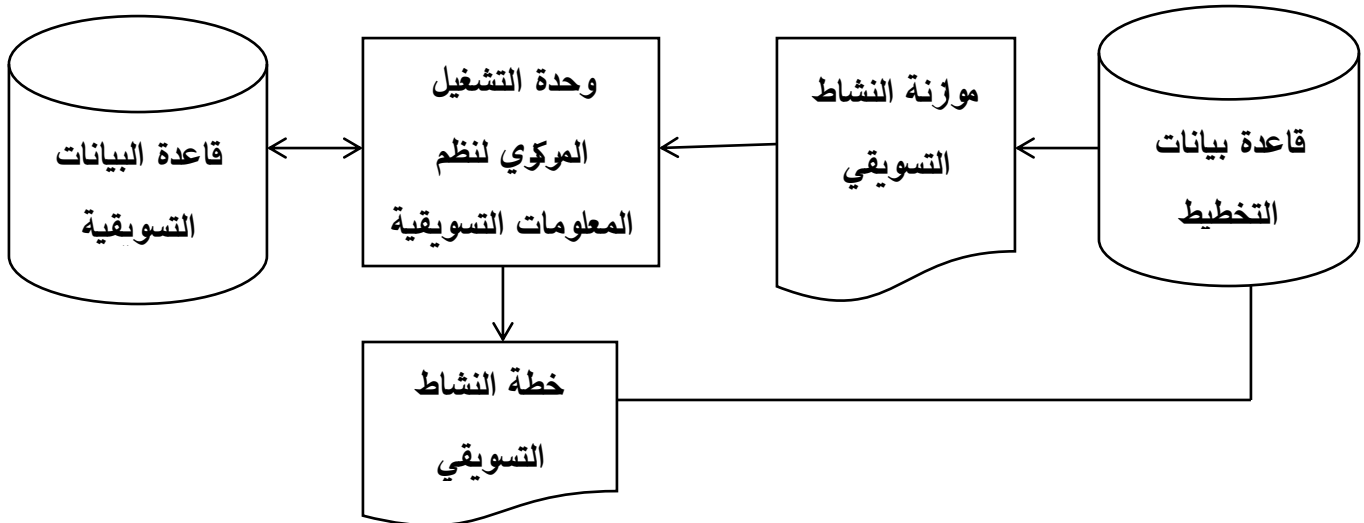 قاعدة بيانات
التخطيط
موازنة النشاط
التسويقي
وحدة التشغيل
المركزي لنظم
المعلومات التسويقية
قاعدة البيانات
التسويقية
خطة النشاط
التسويقي